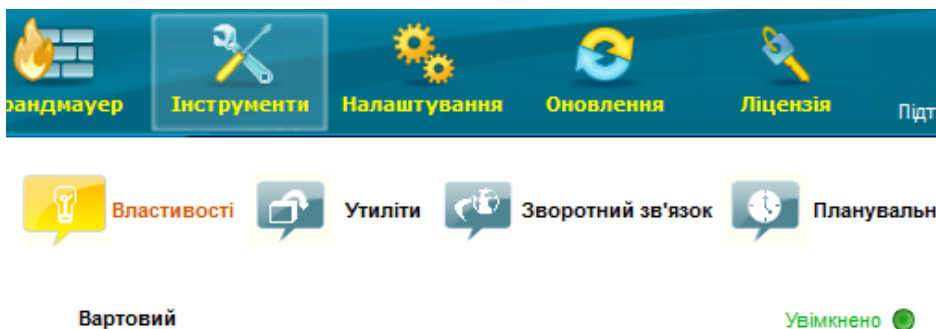 рандмауер Інструменти Налаштування Оновлення Ліцензія Підт
Властивості Утиліти Зворотний зв'язок Планувальн
Вартовий Увімкнено